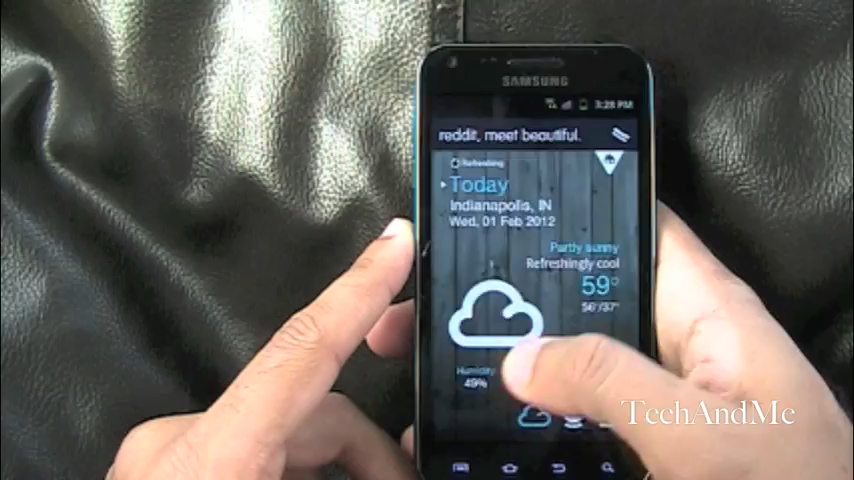 SAMSUNG
3:28 PM
reddit, meet beautiful.
Refreshing
Today
Indianapolis, IN
Wed, 01 Feb 2012
Partly sunny
Refreshingly cool
59°
56°/37°
Humidity
49%
TechAndMe